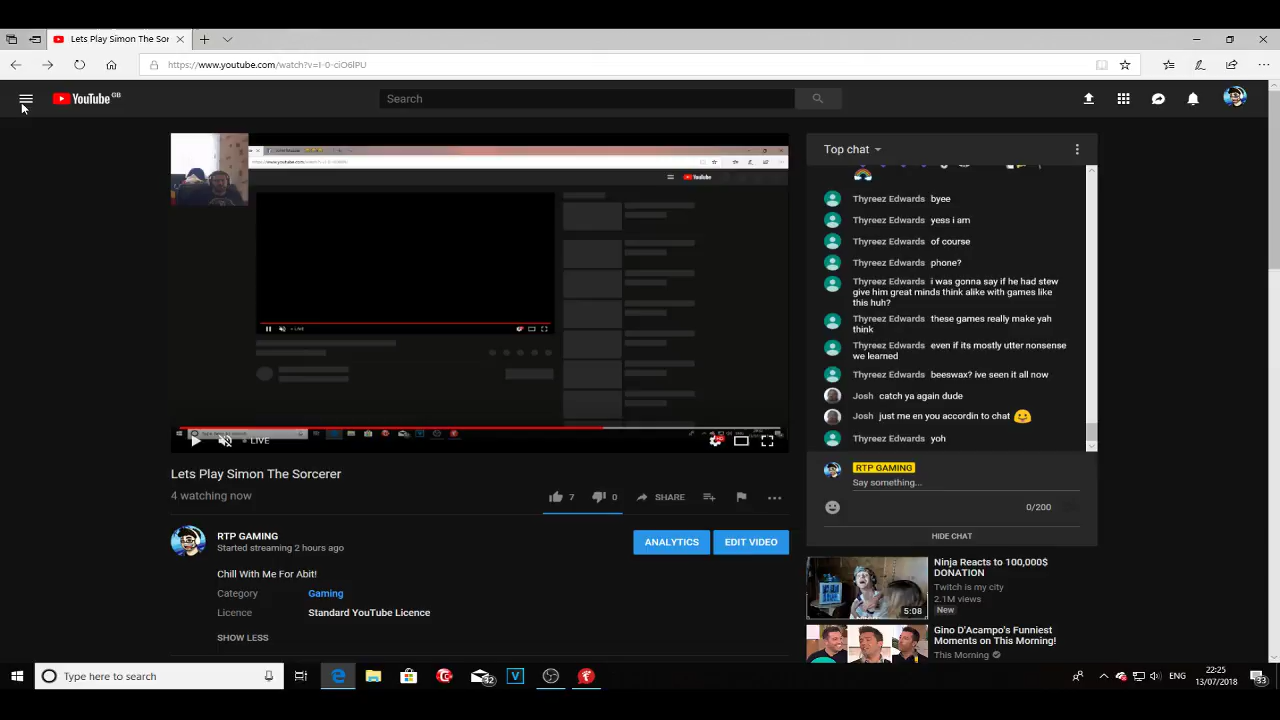 Lets Play Simon The Sor
https://www.youtube.com/watch?v=I-0-ciO6lPU
YouTube GB
Search
LIVE
LIVE
YouTube
Type here to search
Top chat
Thyreez Edwards byee
Thyreez Edwards yess i am
Thyreez Edwards of course
Thyreez Edwards phone?
Thyreez Edwards i was gonna say if he had stew
give him great minds think alike with games like
this huh?
Thyreez Edwards these games really make yah
think
Thyreez Edwards even if its mostly utter nonsense
we learned
Thyreez Edwards beeswax? ives seen it all now
Josh catch ya again dude
Josh just me en you accordin to chat
Thyreez Edwards yoh
RTP GAMING
Say something...
0/200
HIDE CHAT
Lets Play Simon The Sorcerer
4 watching now
7
0
SHARE
RTP GAMING
Started streaming 2 hours ago
ANALYTICS
EDIT VIDEO
Chill With Me For Abit!
Category Gaming
Licence Standard YouTube Licence
SHOW LESS
5:08
Ninja Reacts to 100,000$
DONATION
Twitch is my city
2.1M views
New
Gino D'Acampo's Funniest
Moments on This Morning!
This Morning
Type here to search
ENG
22:25
13/07/2018
33